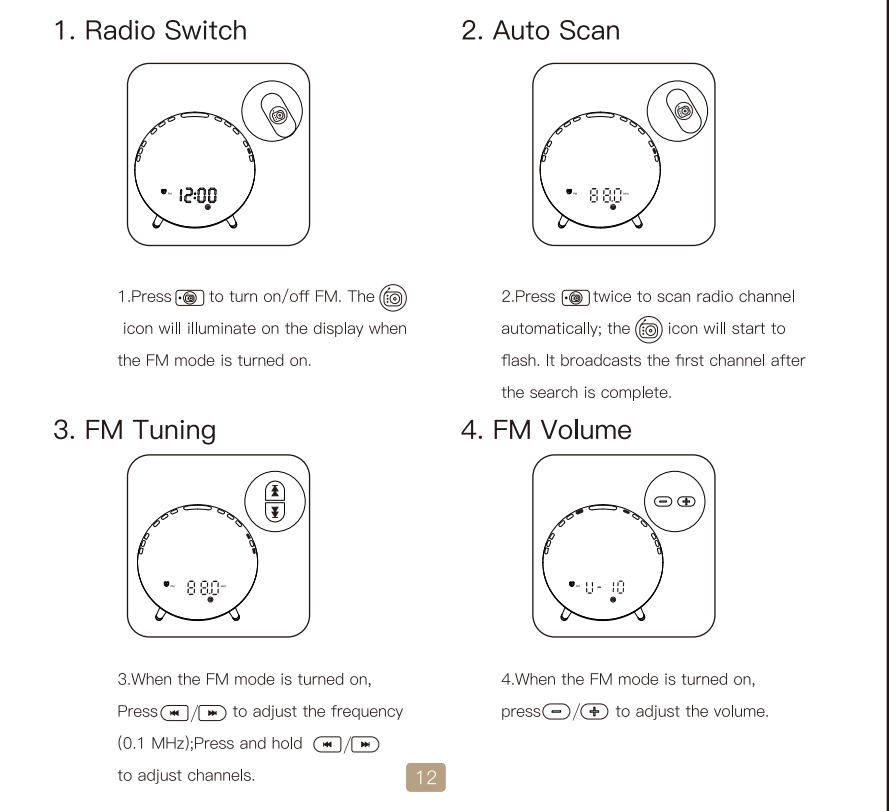 1. Radio Switch
12:00
1.Press to turn on/off FM. The
icon will illuminate on the display when
the FM mode is turned on.
2. Auto Scan
88.0
2.Press twice to scan radio channel
automatically; the icon will start to
flash. It broadcasts the first channel after
the search is complete.
3. FM Tuning
88.0
3.When the FM mode is turned on,
Press / to adjust the frequency
(0.1 MHz);Press and hold /
to adjust channels.
4. FM Volume
U- 10
4.When the FM mode is turned on,
press - / + to adjust the volume.
12